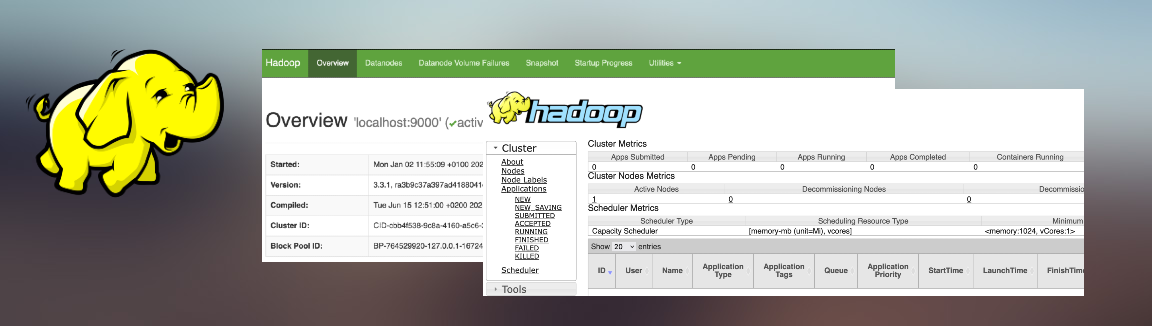 Hadoop Overview Datanodes Datanode Volume Failures Snapshot Startup Progress Utilities
Overview 'localhost:9000' (✔activ
Started: Mon Jan 02 11:55:09 +0100 202
Version: 3.3.1, ra3b9c37a397ad4188041
Compiled: Tue Jun 15 12:51:00 +0200 202
Cluster ID: CID-cbb4f538-9c8a-4160-a5c6-
Block Pool ID: BP-764529920-127.0.0.1-16724
hadoop
Cluster
About
Nodes
Node Labels
Applications
NEW
NEW_SAVING
SUBMITTED
ACCEPTED
RUNNING
FINISHED
FAILED
KILLED
Scheduler
Tools
Cluster Metrics
Apps Submitted Apps Pending Apps Running Apps Completed Containers Running
0 0 0 0 0
Cluster Nodes Metrics
Active Nodes Decommissioning Nodes Decommissio
1 0 0
Scheduler Metrics
Scheduler Type Scheduling Resource Type Minimum
Capacity Scheduler [memory-mb (unit=Mi), vcores] <memory:1024, vCores:1>
Show 20 entries
ID User Name Application Type Application Tags Queue Application Priority StartTime LaunchTime FinishTim